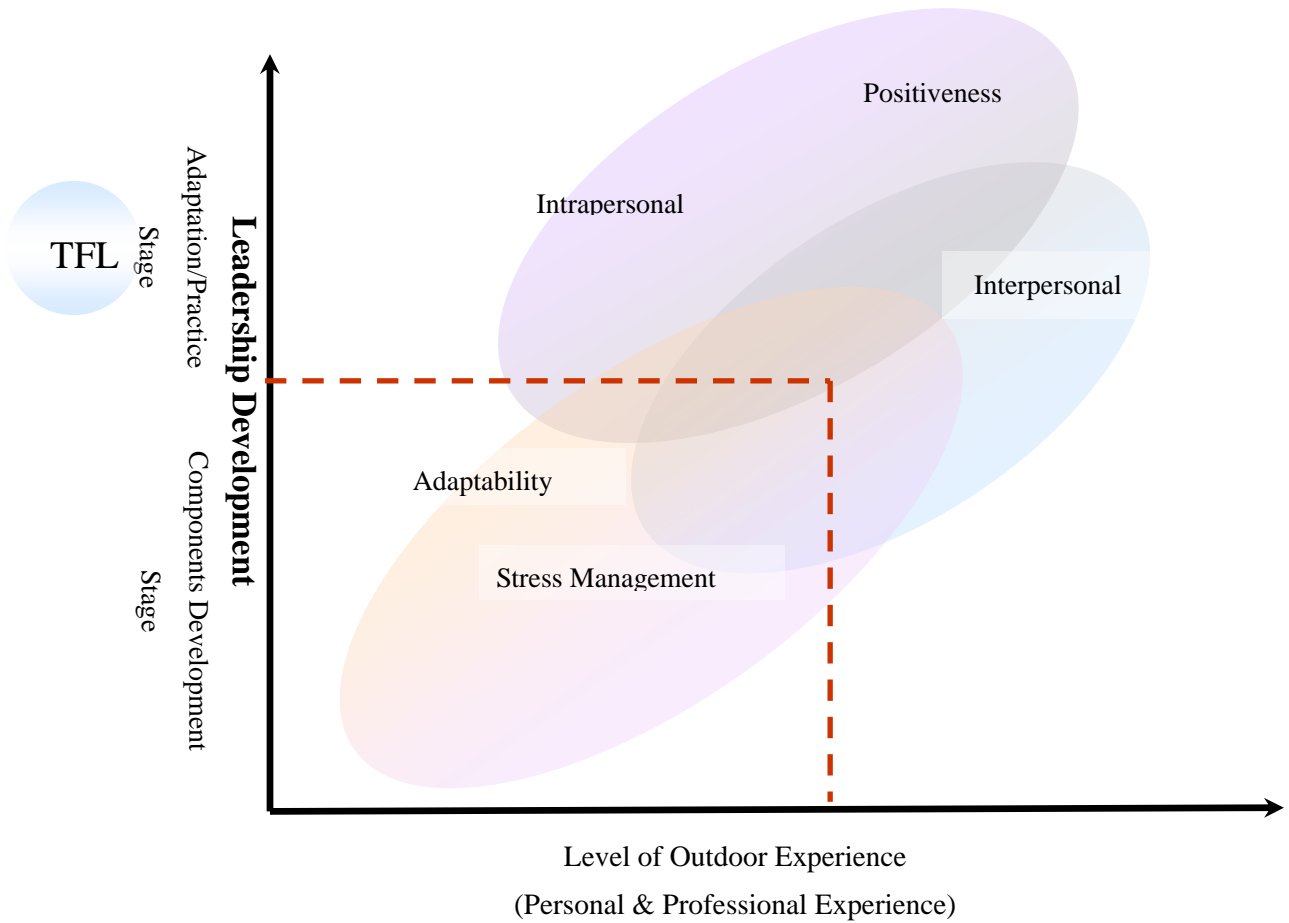 Positiveness
Intrapersonal
Interpersonal
TFL
Adaptation/Practice
Stage
Leadership Development
Adaptability
Stress Management
Components Development
Stage
Level of Outdoor Experience
(Personal & Professional Experience)